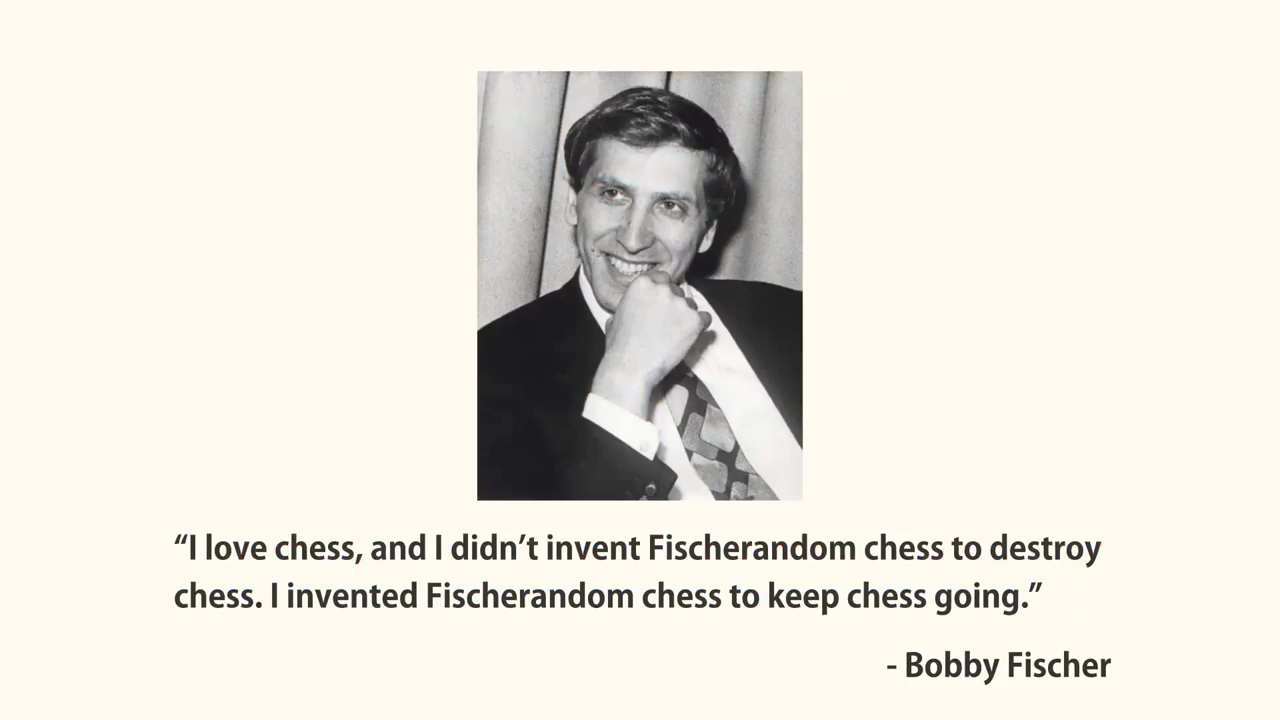 “I love chess, and I didn’t invent Fischerandom chess to destroy
chess. I invented Fischerandom chess to keep chess going.”
- Bobby Fischer